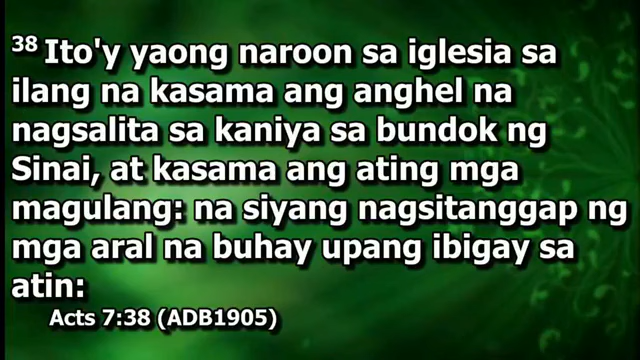 38 Ito'y yaong naroon sa iglesia sa
ilang na kasama ang anghel na
nagsalita sa kaniya sa bundok ng
Sinai, at kasama ang ating mga
magulang: na siyang nagsitanggap ng
mga aral na buhay upang ibigay sa
atin:
Acts 7:38 (ADB1905)